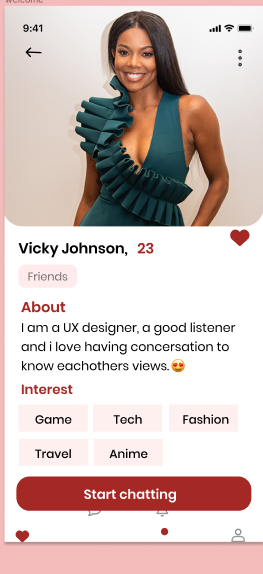 welcome
9:41
Vicky Johnson, 23
Friends
About
I am a UX designer, a good listener
and i love having concersation to
know eachothers views.😍
Interest
Game Tech Fashion
Travel Anime
Start chatting